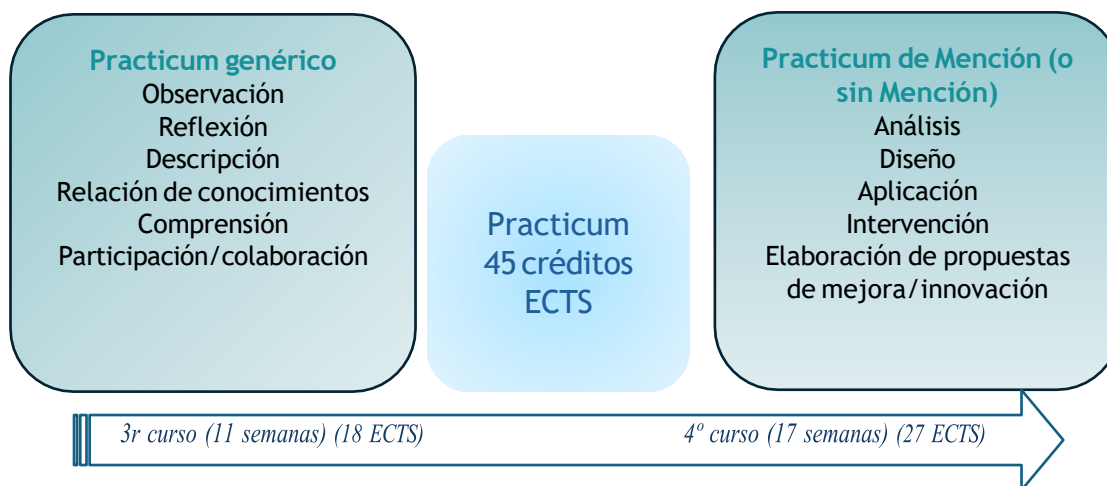 Practicum genérico
Observación
Reflexión
Descripción
Relación de conocimientos
Comprensión
Participación/colaboración
Practicum
45 créditos
ECTS
Practicum de Mención (o
sin Mención)
Análisis
Diseño
Aplicación
Intervención
Elaboración de propuestas
de mejora/innovación
3r curso (11 semanas) (18 ECTS)
4º curso (17 semanas) (27 ECTS)